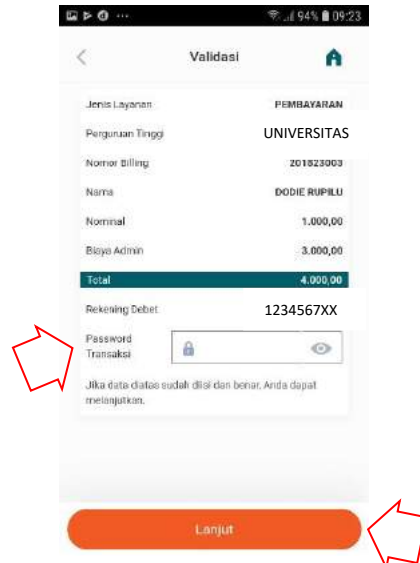 94% 09:23
Validasi
Jenis Layanan PEMBAYARAN
Perguruan Tinggi UNIVERSITAS
Nomor Billing 201823003
Nama DODIE RUPILU
Nominal 1.000,00
Biaya Admin 3.000,00
Total 4.000,00
Rekening Debet 1234567XX
Password
Transaksi
Jika data diatas sudah diisi dan benar, Anda dapat
melanjutkan.
Lanjut